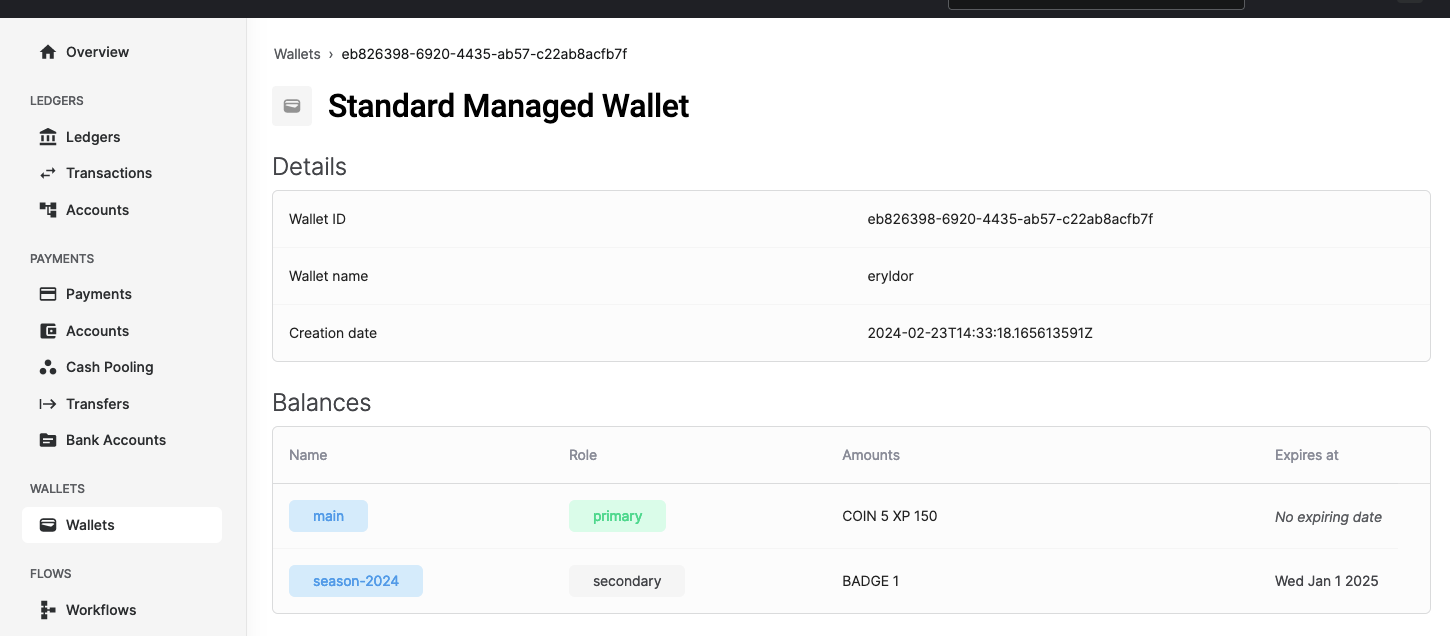 Overview
LEDGERS
Ledgers
Transactions
Accounts
PAYMENTS
Payments
Accounts
Cash Pooling
Transfers
Bank Accounts
WALLETS
Wallets
FLOWS
Workflows
Wallets › eb826398-6920-4435-ab57-c22ab8acfb7f
Standard Managed Wallet
Details
Wallet ID eb826398-6920-4435-ab57-c22ab8acfb7f
Wallet name eryldor
Creation date 2024-02-23T14:33:18.165613591Z
Balances
Name Role Amounts Expires at
main primary COIN 5 XP 150 No expiring date
season-2024 secondary BADGE 1 Wed Jan 1 2025